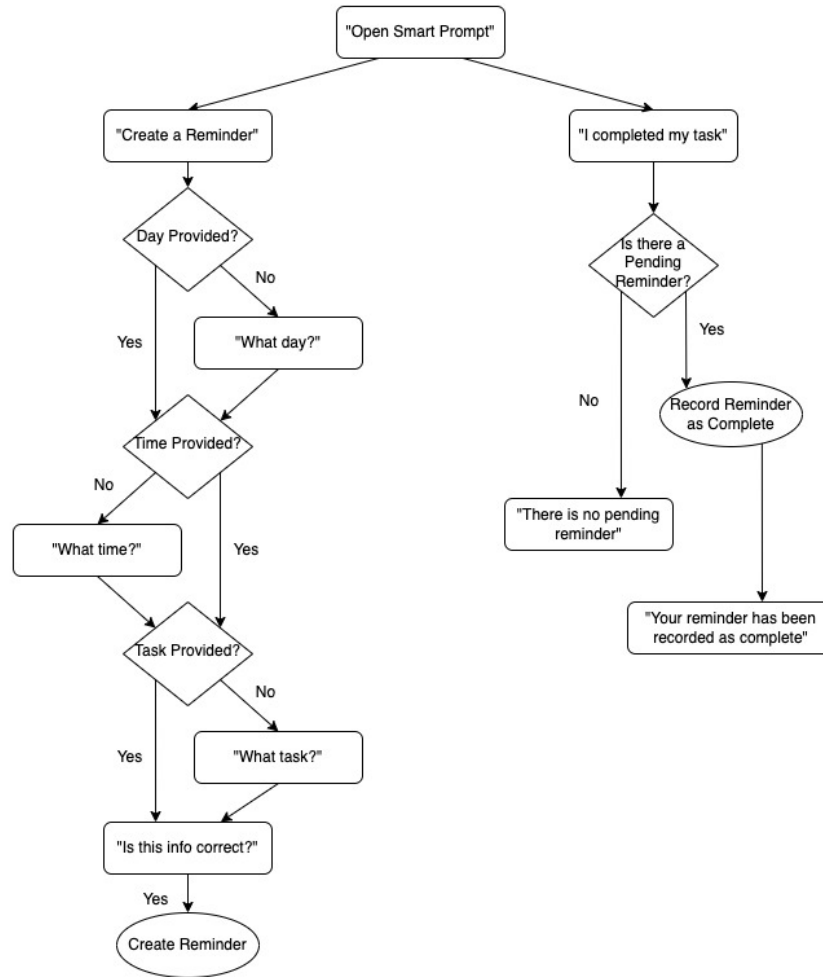 "Open Smart Prompt"
"Create a Reminder"
"I completed my task"
Day Provided?
Is there a
Pending
Reminder?
No
Yes
"What day?"
Yes
No
Record Reminder
as Complete
Time Provided?
No
"What time?"
Yes
"There is no pending
reminder"
Task Provided?
"Your reminder has been
recorded as complete"
No
Yes
"What task?"
"Is this info correct?"
Yes
Create Reminder